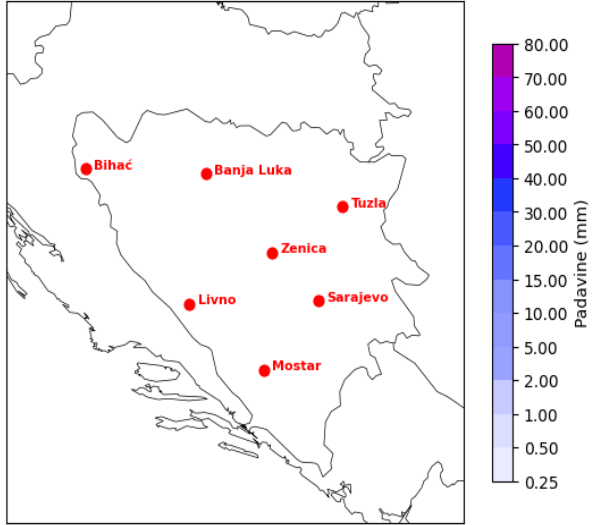 Bihać
Banja Luka
Tuzla
Zenica
Livno
Sarajevo
Mostar
80.00
70.00
60.00
50.00
40.00
30.00
20.00
15.00
10.00
5.00
2.00
1.00
0.50
0.25
Padavine (mm)